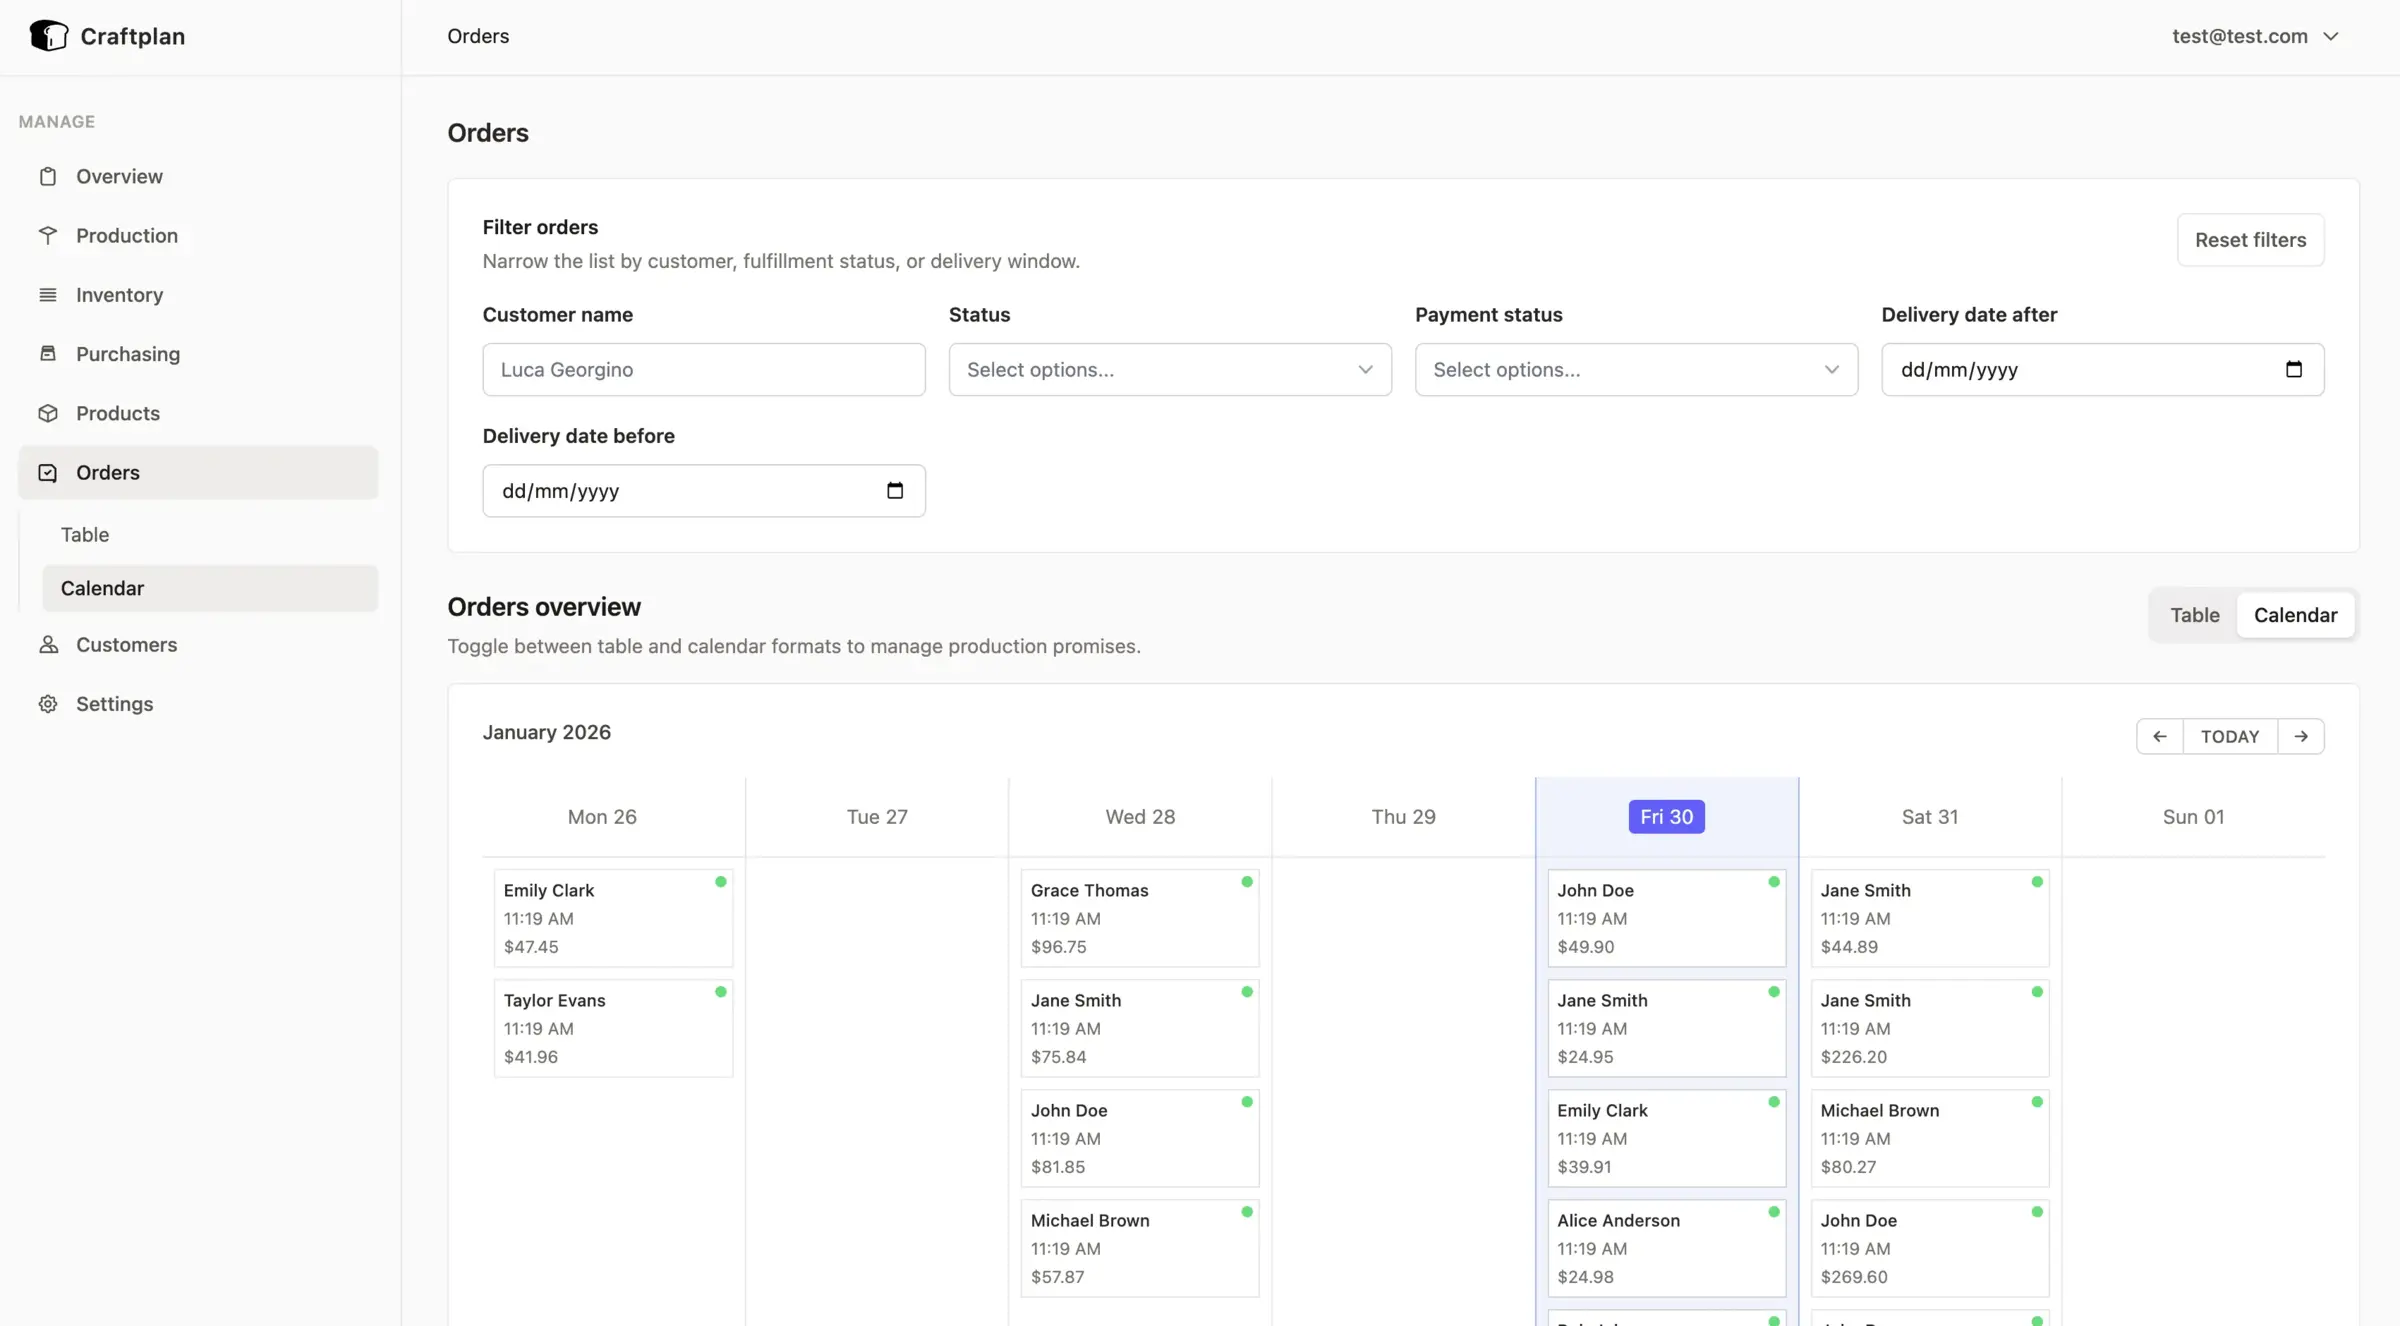 Craftplan
Orders
test@test.com
MANAGE
Overview
Production
Inventory
Purchasing
Products
Orders
Table
Calendar
Customers
Settings
Orders
Filter orders
Narrow the list by customer, fulfillment status, or delivery window.
Reset filters
Customer name
Luca Georgino
Status
Select options...
Payment status
Select options...
Delivery date after
dd/mm/yyyy
Delivery date before
dd/mm/yyyy
Orders overview
Toggle between table and calendar formats to manage production promises.
Table
Calendar
January 2026
TODAY
Mon 26
Tue 27
Wed 28
Thu 29
Fri 30
Sat 31
Sun 01
Emily Clark
11:19 AM
$47.45
Taylor Evans
11:19 AM
$41.96
Grace Thomas
11:19 AM
$96.75
Jane Smith
11:19 AM
$75.84
John Doe
11:19 AM
$81.85
Michael Brown
11:19 AM
$57.87
John Doe
11:19 AM
$49.90
Jane Smith
11:19 AM
$24.95
Emily Clark
11:19 AM
$39.91
Alice Anderson
11:19 AM
$24.98
Jane Smith
11:19 AM
$44.89
Jane Smith
11:19 AM
$226.20
Michael Brown
11:19 AM
$80.27
John Doe
11:19 AM
$269.60